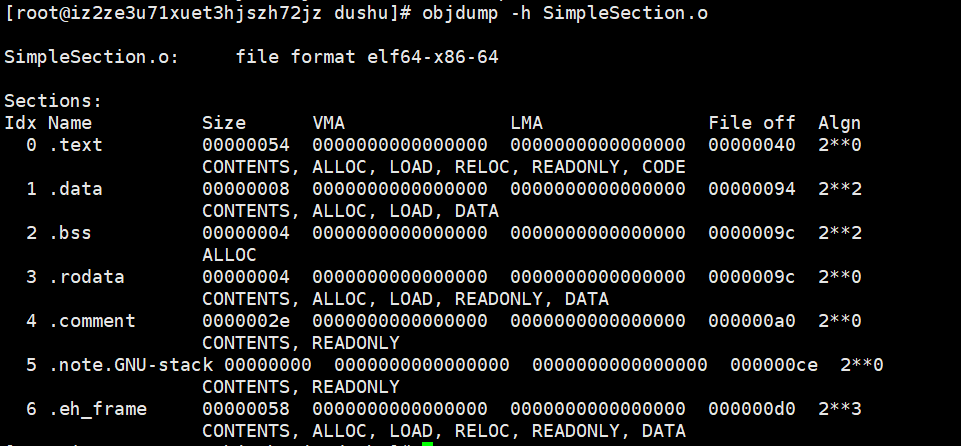 [root@iz2ze3u71xuet3hjszh72jz dushu]# objdump -h SimpleSection.o
SimpleSection.o:     file format elf64-x86-64
Sections:
Idx Name          Size      VMA               LMA               File off  Algn
  0 .text         00000054  0000000000000000  0000000000000000  00000040  2**0
                  CONTENTS, ALLOC, LOAD, RELOC, READONLY, CODE
  1 .data         00000008  0000000000000000  0000000000000000  00000094  2**2
                  CONTENTS, ALLOC, LOAD, DATA
  2 .bss          00000004  0000000000000000  0000000000000000  0000009c  2**2
                  ALLOC
  3 .rodata       00000004  0000000000000000  0000000000000000  0000009c  2**0
                  CONTENTS, ALLOC, LOAD, READONLY, DATA
  4 .comment      0000002e  0000000000000000  0000000000000000  000000a0  2**0
                  CONTENTS, READONLY
  5 .note.GNU-stack 00000000  0000000000000000  0000000000000000  000000ce  2**0
                  CONTENTS, READONLY
  6 .eh_frame     00000058  0000000000000000  0000000000000000  000000d0  2**3
                  CONTENTS, ALLOC, LOAD, RELOC, READONLY, DATA